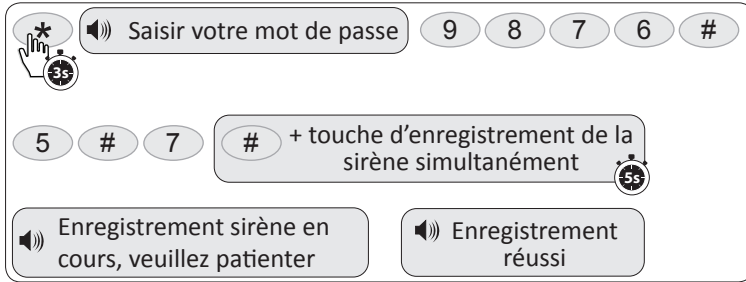 * Saisir votre mot de passe 9 8 7 6 #
3s
5 # 7 # + touche d'enregistrement de la
sirène simultanément
5s
Enregistrement sirène en
cours, veuillez patienter
Enregistrement
réussi